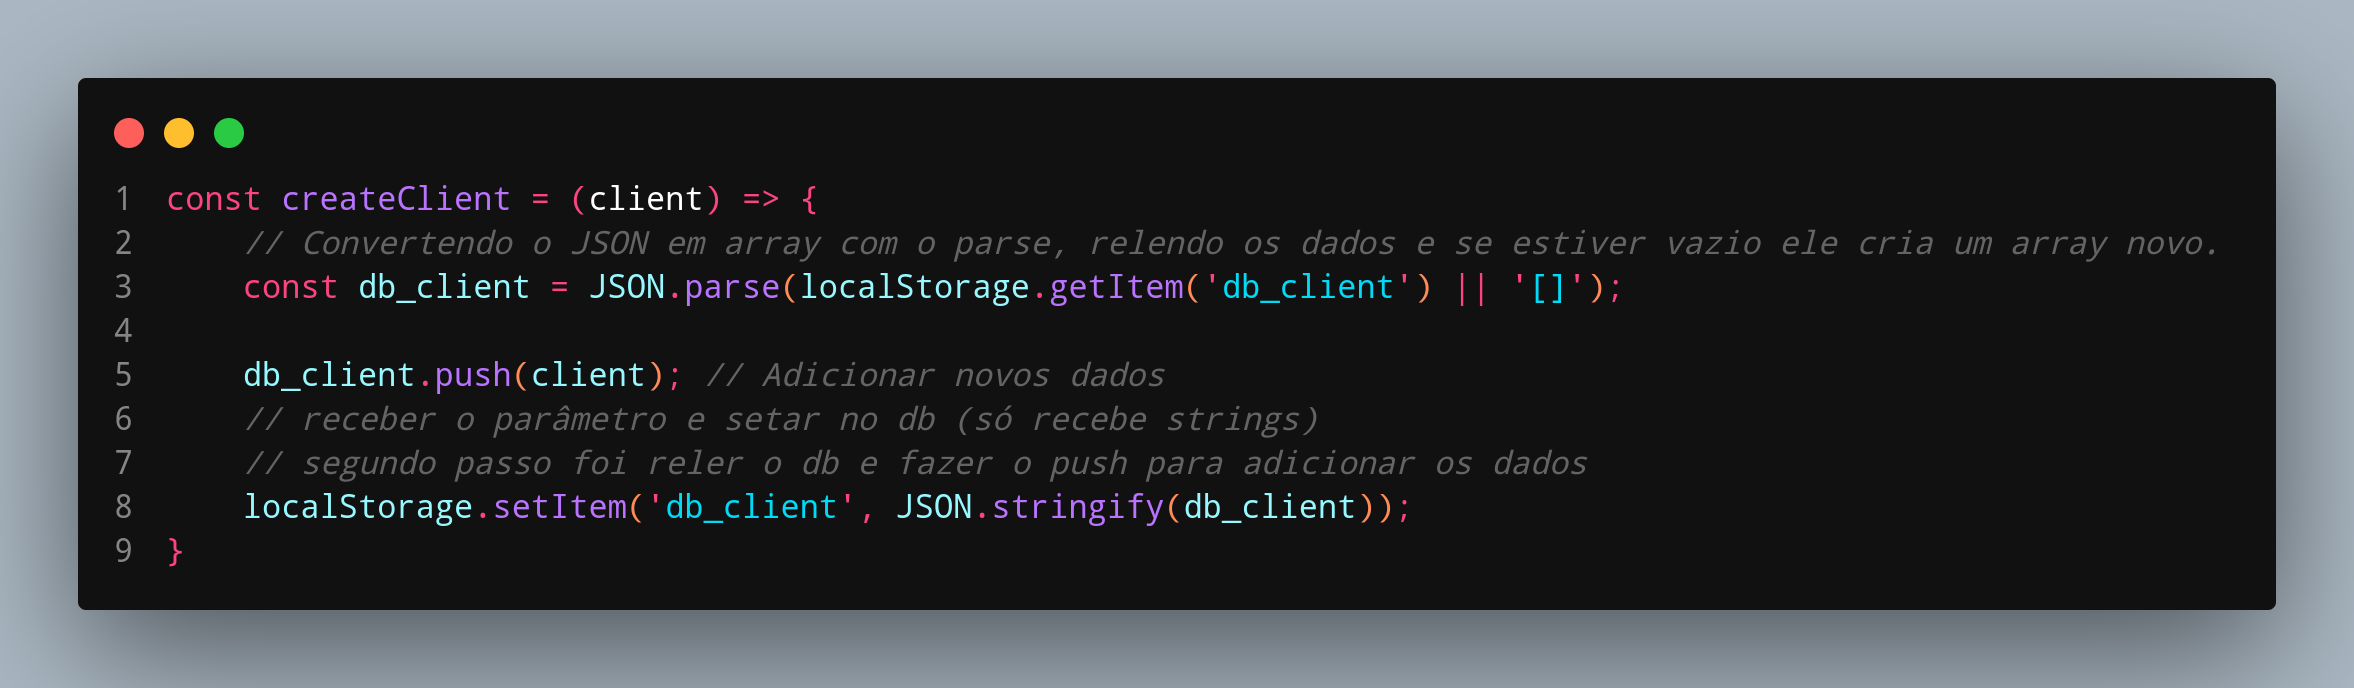 1 const createClient = (client) => {
2 // Convertendo o JSON em array com o parse, relendo os dados e se estiver vazio ele cria um array novo.
3 const db_client = JSON.parse(localStorage.getItem('db_client') || '[]');
4
5 db_client.push(client); // Adicionar novos dados
6 // receber o parâmetro e setar no db (só recebe strings)
7 // segundo passo foi reler o db e fazer o push para adicionar os dados
8 localStorage.setItem('db_client', JSON.stringify(db_client));
9 }